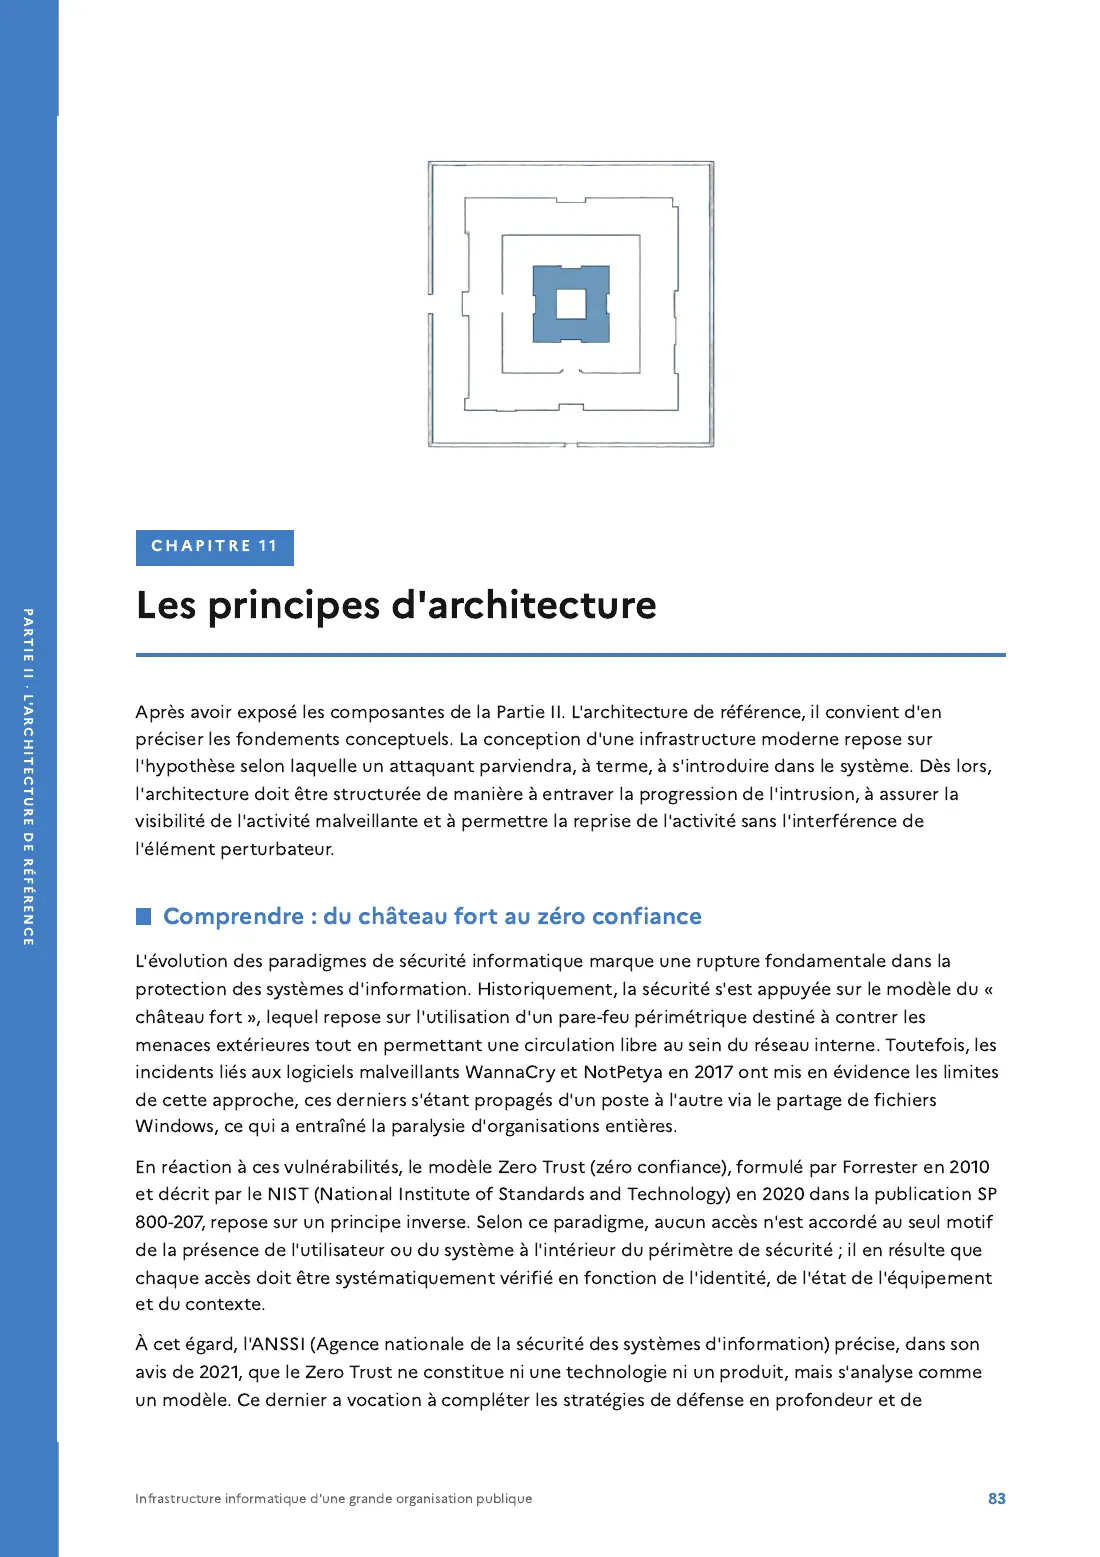 CHAPITRE 11
Les principes d'architecture
Après avoir exposé les composantes de la Partie II. L'architecture de référence, il convient d'en
préciser les fondements conceptuels. La conception d'une infrastructure moderne repose sur
l'hypothèse selon laquelle un attaquant parviendra, à terme, à s'introduire dans le système. Dès lors,
l'architecture doit être structurée de manière à entraver la progression de l'intrusion, à assurer la
visibilité de l'activité malveillante et à permettre la reprise de l'activité sans l'interférence de
l'élément perturbateur.
Comprendre : du château fort au zéro confiance
L'évolution des paradigmes de sécurité informatique marque une rupture fondamentale dans la
protection des systèmes d'information. Historiquement, la sécurité s'est appuyée sur le modèle du «
château fort », lequel repose sur l'utilisation d'un pare-feu périmétrique destiné à contrer les
menaces extérieures tout en permettant une circulation libre au sein du réseau interne. Toutefois, les
incidents liés aux logiciels malveillants WannaCry et NotPetya en 2017 ont mis en évidence les limites
de cette approche, ces derniers s'étant propagés d'un poste à l'autre via le partage de fichiers
Windows, ce qui a entraîné la paralysie d'organisations entières.
En réaction à ces vulnérabilités, le modèle Zero Trust (zéro confiance), formulé par Forrester en 2010
et décrit par le NIST (National Institute of Standards and Technology) en 2020 dans la publication SP
800-207, repose sur un principe inverse. Selon ce paradigme, aucun accès n'est accordé au seul motif
de la présence de l'utilisateur ou du système à l'intérieur du périmètre de sécurité ; il en résulte que
chaque accès doit être systématiquement vérifié en fonction de l'identité, de l'état de l'équipement
et du contexte.
À cet égard, l'ANSSI (Agence nationale de la sécurité des systèmes d'information) précise, dans son
avis de 2021, que le Zero Trust ne constitue ni une technologie ni un produit, mais s'analyse comme
un modèle. Ce dernier a vocation à compléter les stratégies de défense en profondeur et de
Infrastructure informatique d'une grande organisation publique
83
PARTIE II · L'ARCHITECTURE DE RÉFÉRENCE